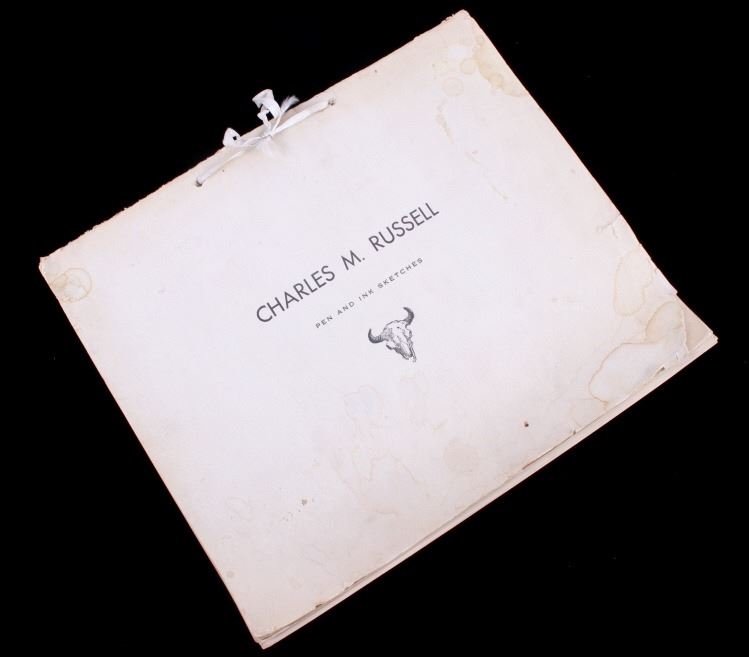 CHARLES M. RUSSELL
PEN AND INK SKETCHES